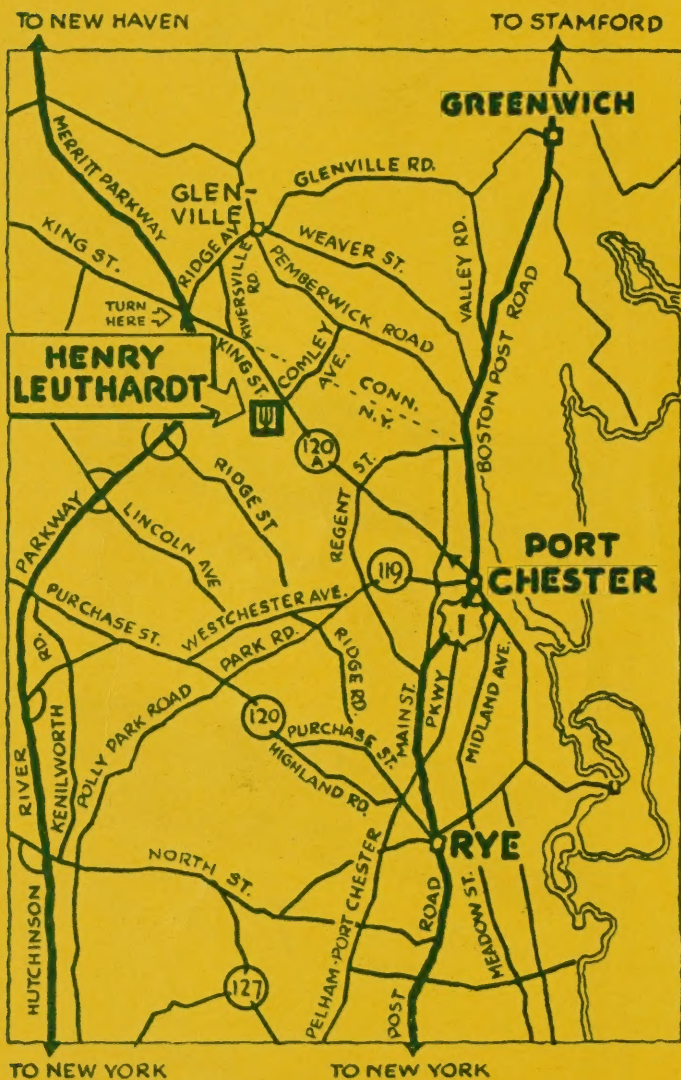 TO NEW HAVEN
TO STAMFORD
GREENWICH
MERRITT PARKWAY
GLENVILLE RD.
GLEN-
VILLE
KING ST.
RIDGE AV.
RIVERSVILLE
RD.
WEAVER ST.
VALLEY RD.
PEMBERWICK ROAD
TURN
HERE
BOSTON POST ROAD
HENRY
LEUTHARDT
KING ST.
COMLEY
AVE.
CONN.
N.Y.
120
A
RIDGE ST
REGENT ST.
PARKWAY
LINCOLN AVE
PORT
CHESTER
119
PURCHASE ST.
WESTCHESTER AVE.
1
RD.
PARK RD.
RIDGE RD.
MAIN ST.
PKWY
MIDLAND AVE.
POLLY PARK ROAD
120
PURCHASE ST.
HIGHLAND RD.
RIVER
KENILWORTH
RYE
NORTH ST.
ROAD
MEADOW ST.
HUTCHINSON
PELHAM-PORT CHESTER
127
POST
TO NEW YORK
TO NEW YORK